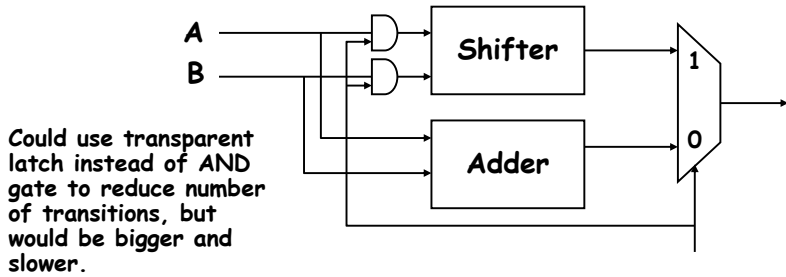 A
Shifter
1
B
Could use transparent
latch instead of AND
gate to reduce number
of transitions, but
would be bigger and
slower.
Adder
0